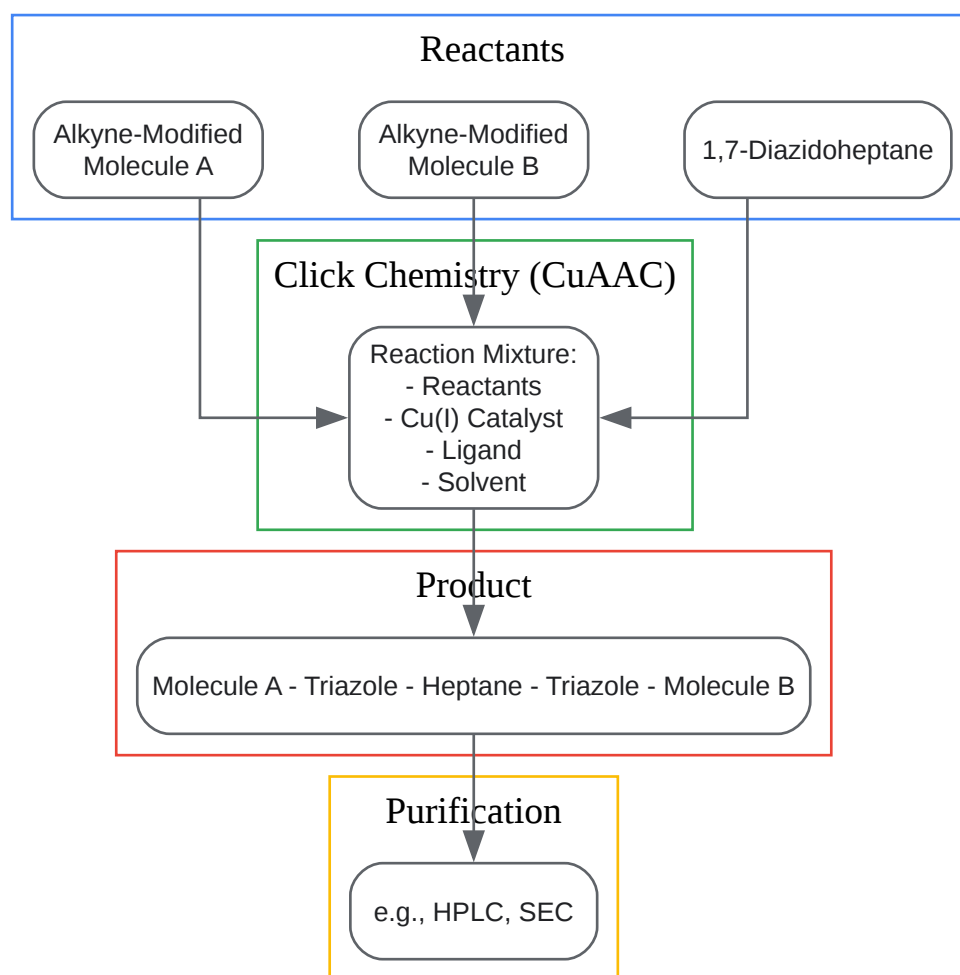 Reactants
Alkyne-Modified
Molecule A
Alkyne-Modified
Molecule B
1,7-Diazidoheptane
Click Chemistry (CuAAC)
Reaction Mixture:
- Reactants
- Cu(I) Catalyst
- Ligand
- Solvent
Product
Molecule A - Triazole - Heptane - Triazole - Molecule B
Purification
e.g., HPLC, SEC